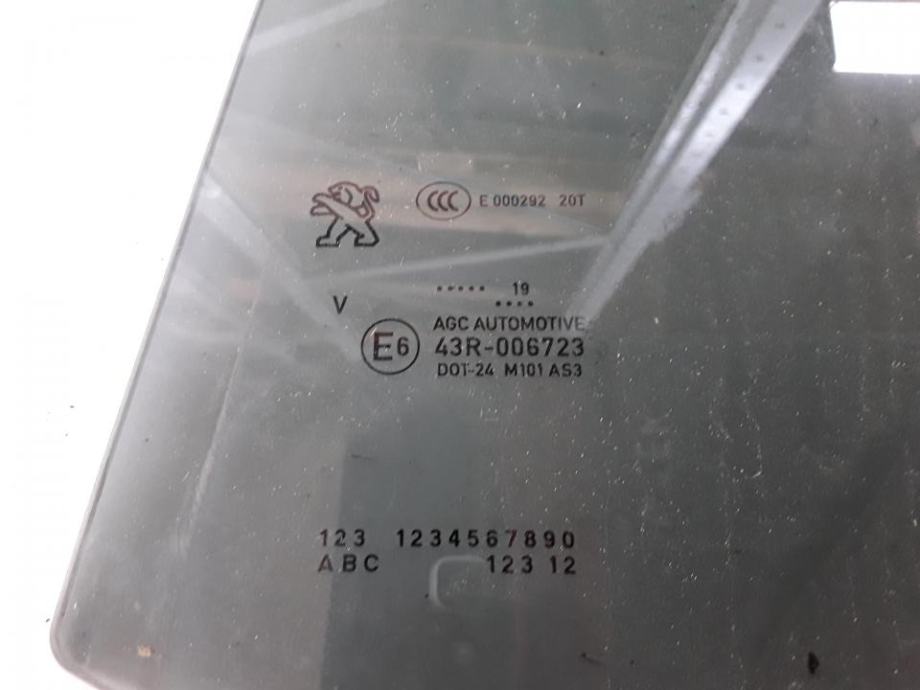 CCC E 000292 20T
..... 19
....
V
AGC AUTOMOTIVE
E6 43R-006723
DOT-24 M101 AS3
123 1234567890
ABC 123 12